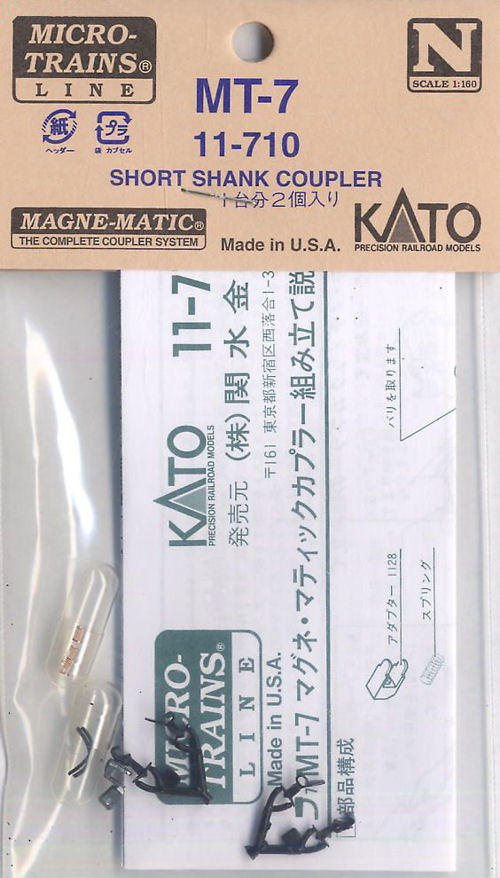 MICRO-
TRAINS®
LINE
N
SCALE 1:160
MT-7
11-710
SHORT SHANK COUPLER
1台分2個入り
紙
ヘッダー
プラ
袋 カプセル
MAGNE-MATIC®
THE COMPLETE COUPLER SYSTEM
Made in U.S.A.
KATO
PRECISION RAILROAD MODELS
KATO
PRECISION RAILROAD MODELS
11-7
発売元 (株)関水金
〒161 東京都新宿区西落合1-3
MICRO-
TRAINS®
LINE
Made in U.S.A.
MT-7 マグネ・マティックカプラー組み立て説
部品構成
バリを取ります
アダプター 1128
スプリング